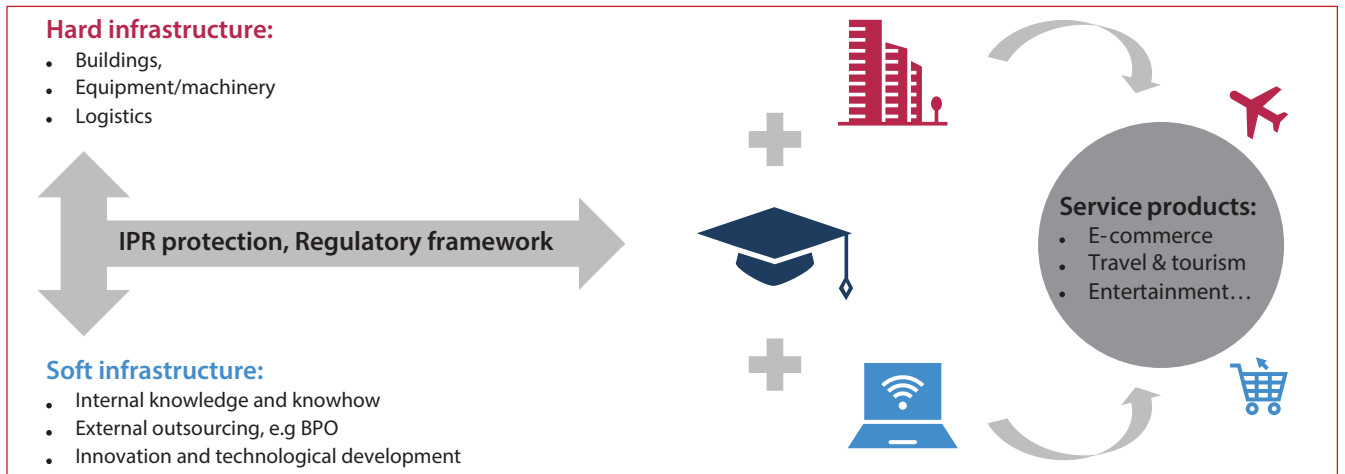 Hard infrastructure:
• Buildings,
• Equipment/machinery
• Logistics
IPR protection, Regulatory framework
Soft infrastructure:
• Internal knowledge and knowhow
• External outsourcing, e.g BPO
• Innovation and technological development
Service products:
• E-commerce
• Travel & tourism
• Entertainment…